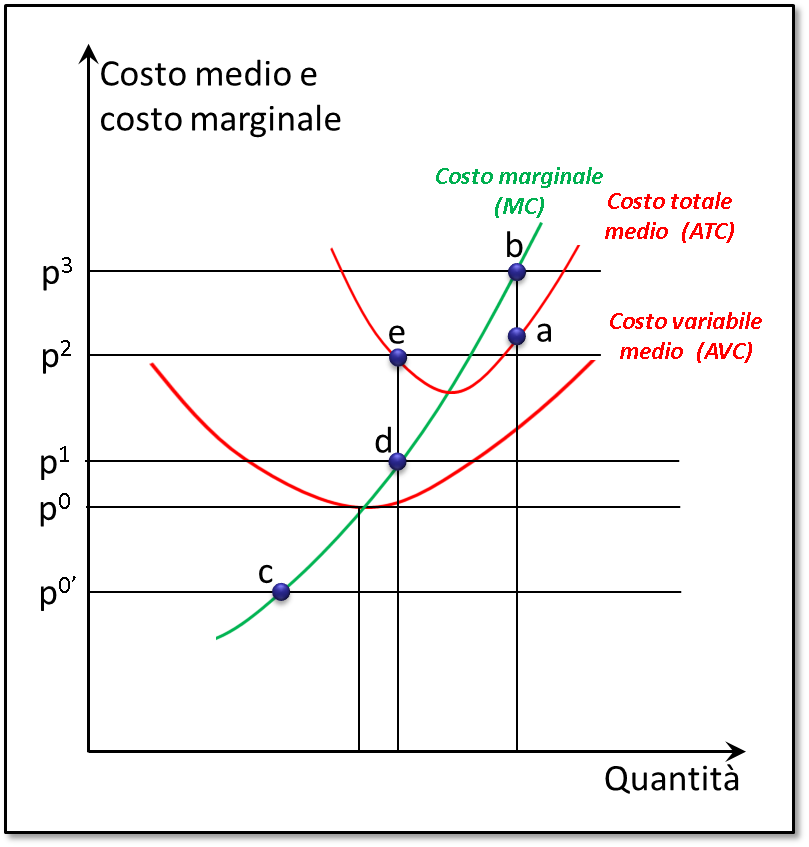 Costo medio e
costo marginale
Costo marginale
(MC)
Costo totale
medio (ATC)
b
p³
a
Costo variabile
medio (AVC)
e
p²
d
p¹
p⁰
c
p⁰’
Quantità